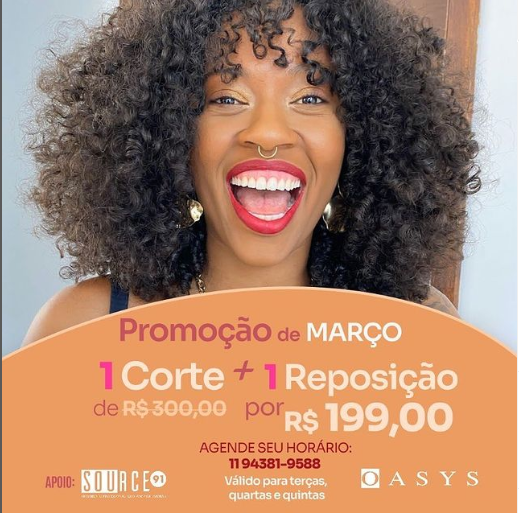 Promoção de MARÇO
1 Corte + 1 Reposição
de R$ 300,00 por R$ 199,00
AGENDE SEU HORÁRIO:
11 94381-9588
Válido para terças,
quartas e quintas
APOIO: SOURCE 91
OASYS